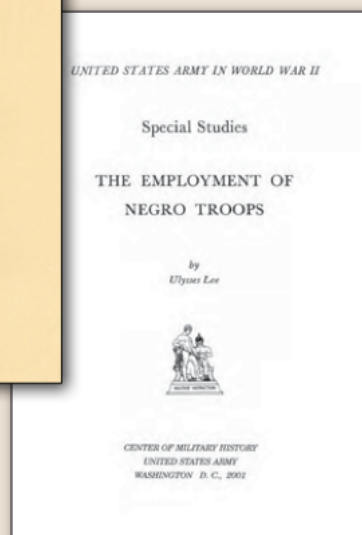 UNITED STATES ARMY IN WORLD WAR II
Special Studies
THE EMPLOYMENT OF
NEGRO TROOPS
by
Ulysses Lee
CENTER OF MILITARY HISTORY
UNITED STATES ARMY
WASHINGTON D. C., 2002